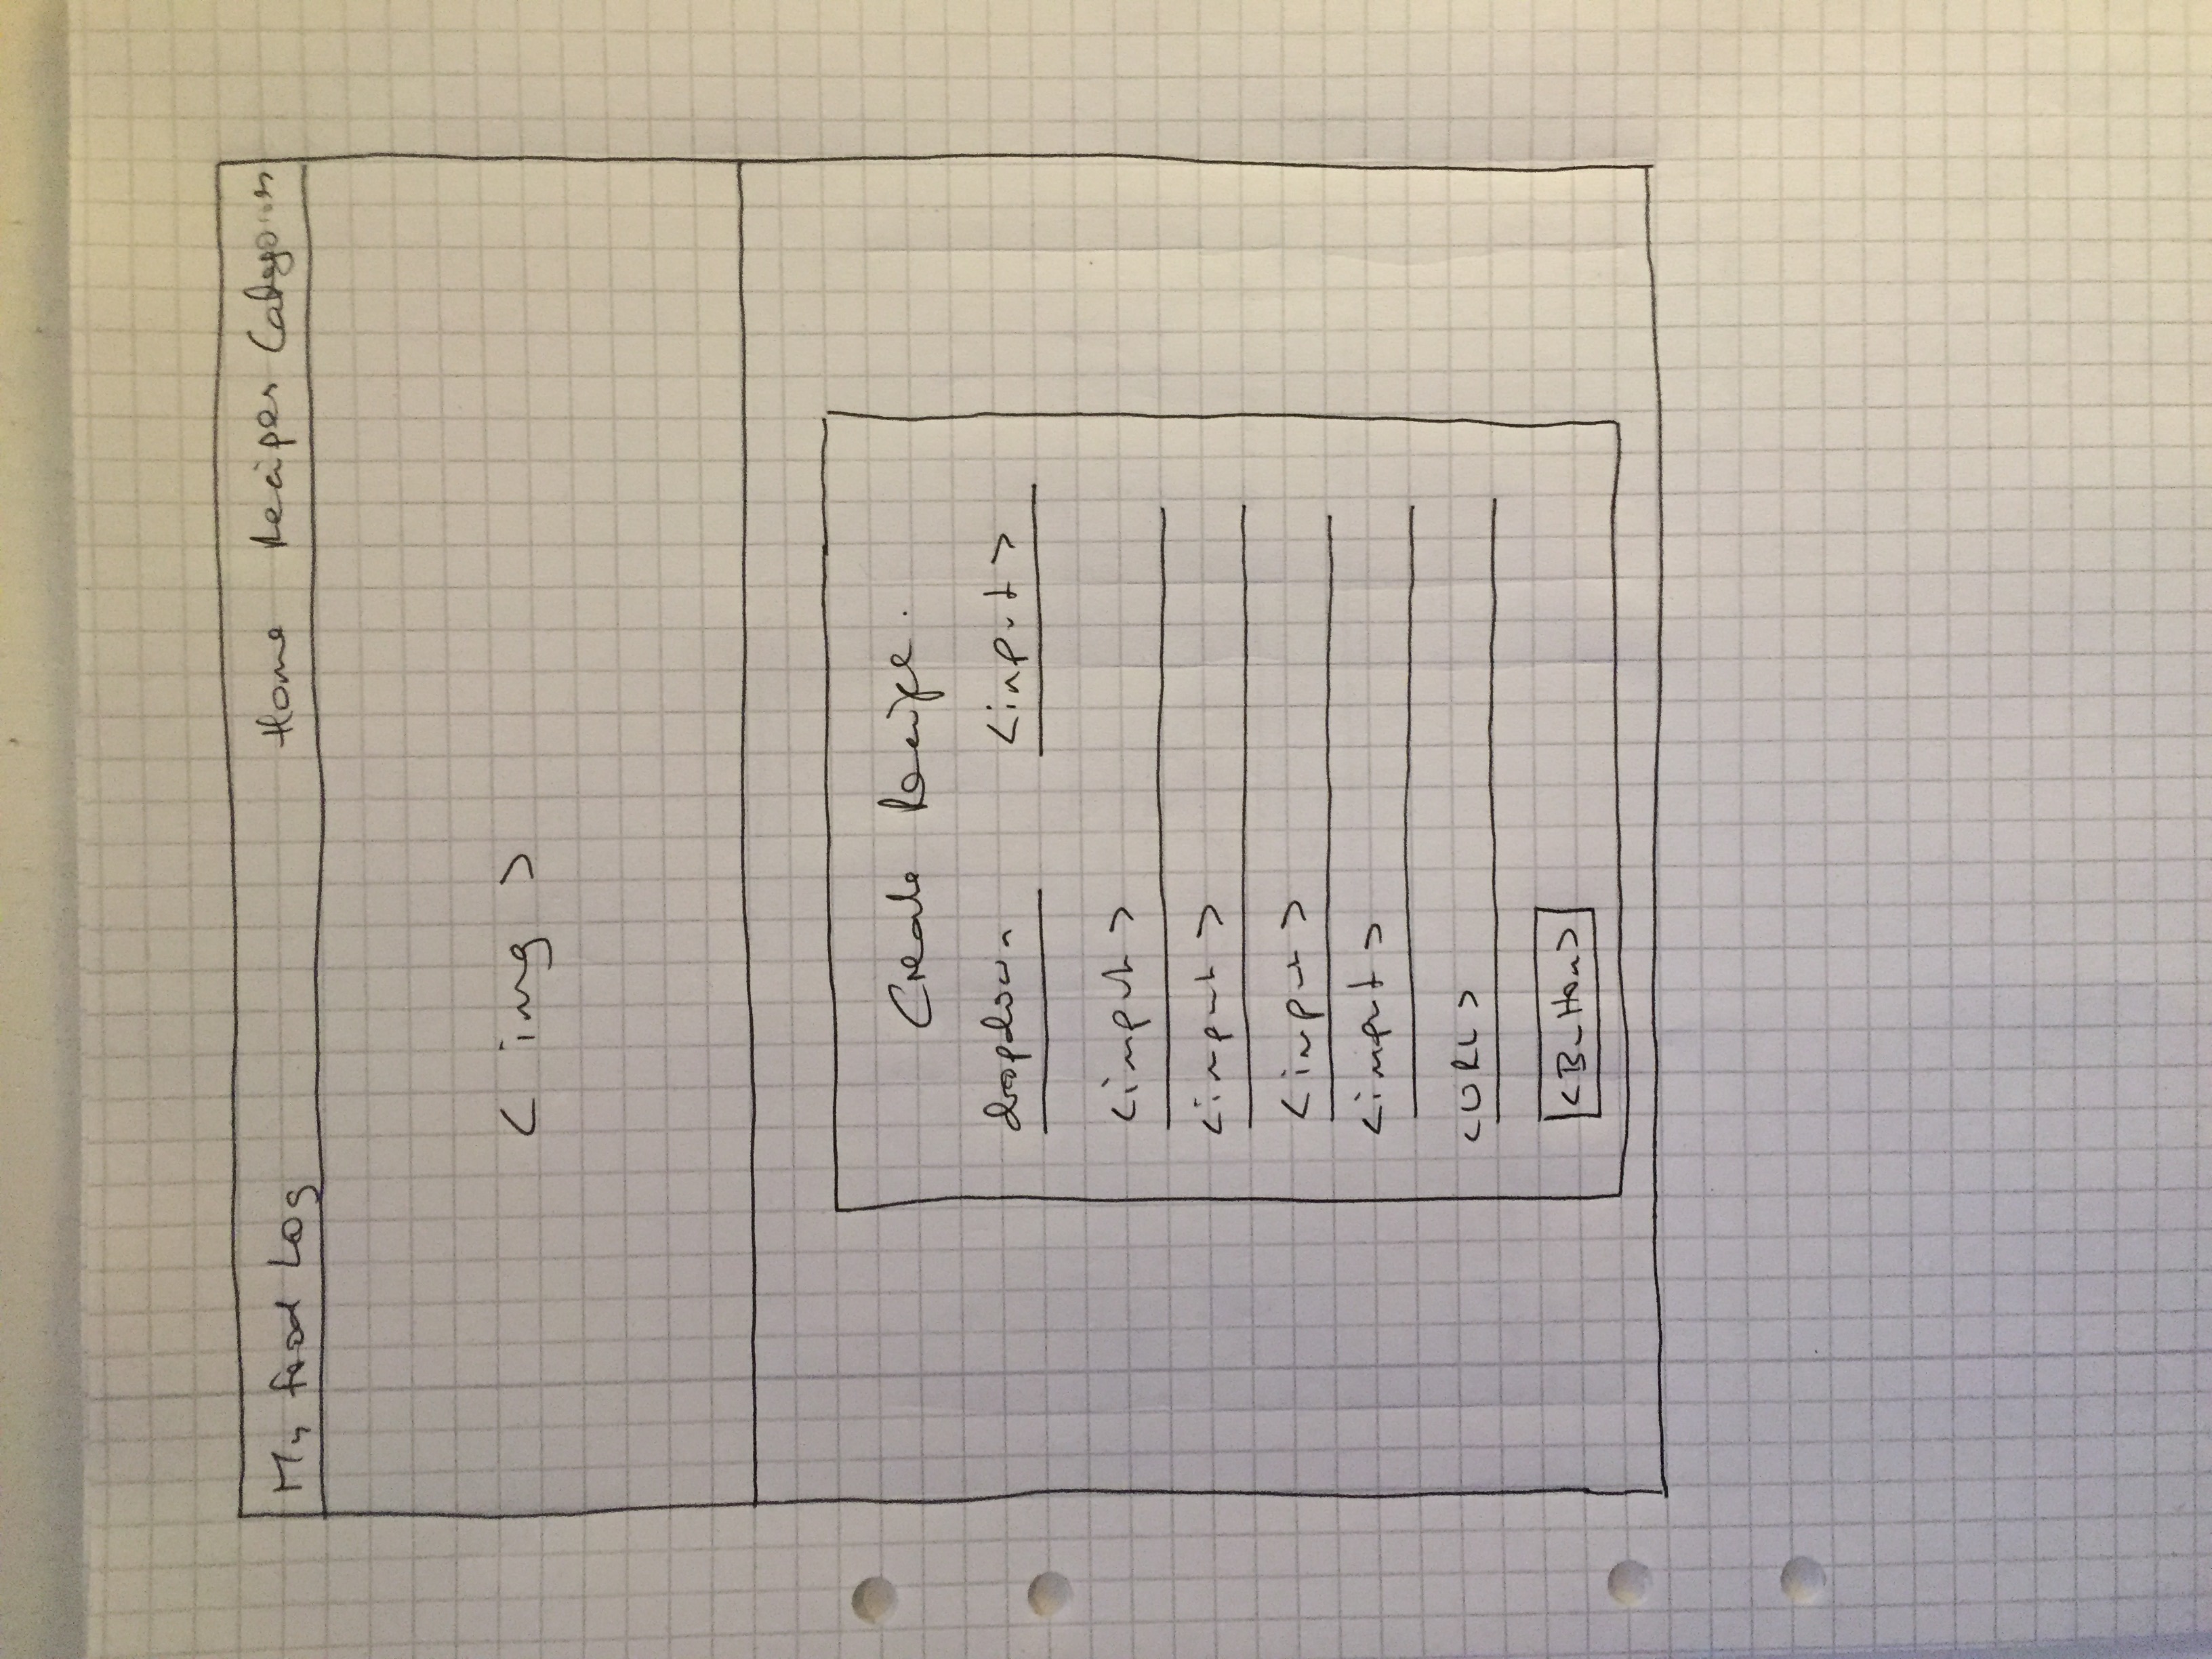 My Food Log Home Recipes Categories
< img >
Create Recipe.
dropdown <input>
<input>
<input>
<input>
<input>
<URL>
<Button>